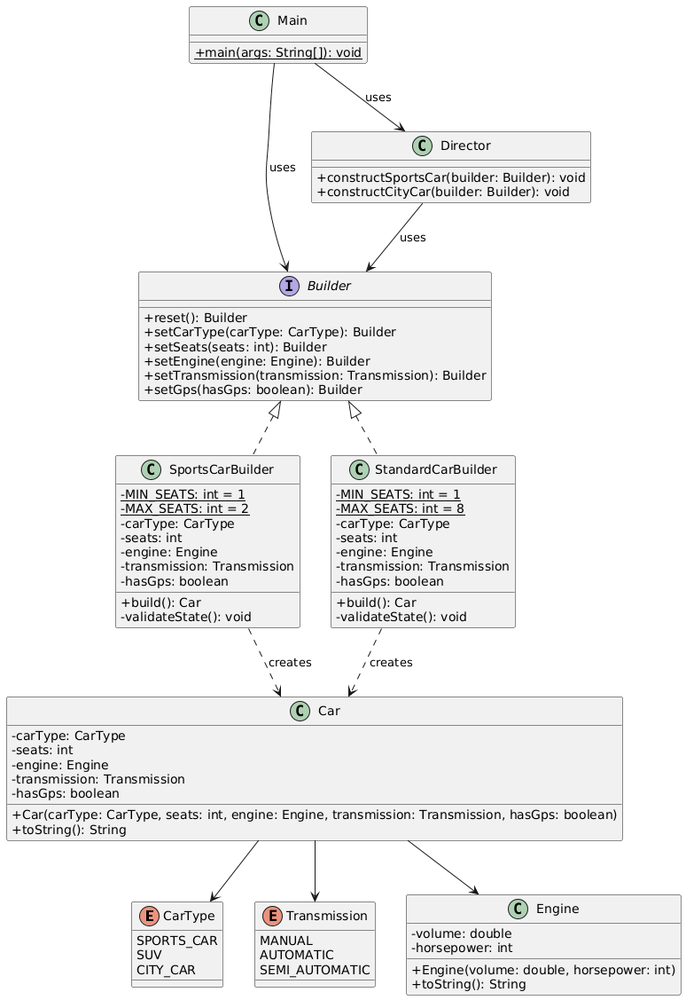 C Main
+main(args: String[]): void
uses
C Director
+constructSportsCar(builder: Builder): void
+constructCityCar(builder: Builder): void
uses
uses
I Builder
+reset(): Builder
+setCarType(carType: CarType): Builder
+setSeats(seats: int): Builder
+setEngine(engine: Engine): Builder
+setTransmission(transmission: Transmission): Builder
+setGps(hasGps: boolean): Builder
C SportsCarBuilder
-MIN_SEATS: int = 1
-MAX_SEATS: int = 2
-carType: CarType
-seats: int
-engine: Engine
-transmission: Transmission
-hasGps: boolean
+build(): Car
-validateState(): void
C StandardCarBuilder
-MIN_SEATS: int = 1
-MAX_SEATS: int = 8
-carType: CarType
-seats: int
-engine: Engine
-transmission: Transmission
-hasGps: boolean
+build(): Car
-validateState(): void
creates
creates
C Car
-carType: CarType
-seats: int
-engine: Engine
-transmission: Transmission
-hasGps: boolean
+Car(carType: CarType, seats: int, engine: Engine, transmission: Transmission, hasGps: boolean)
+toString(): String
E CarType
SPORTS_CAR
SUV
CITY_CAR
E Transmission
MANUAL
AUTOMATIC
SEMI_AUTOMATIC
C Engine
-volume: double
-horsepower: int
+Engine(volume: double, horsepower: int)
+toString(): String